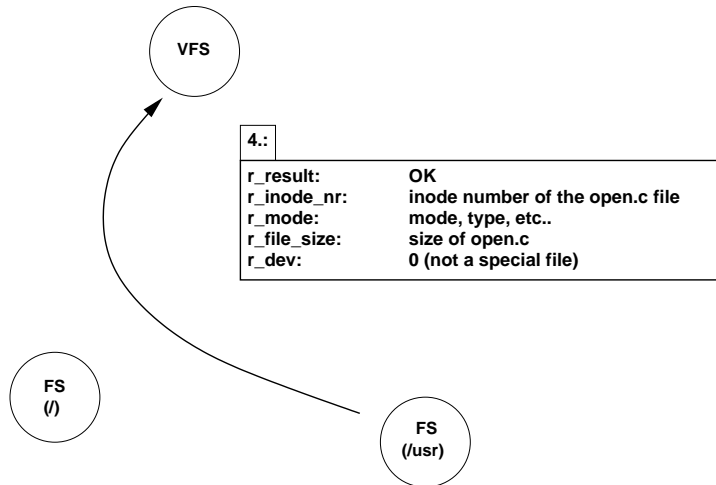 VFS
4.:
r_result: OK
r_inode_nr: inode number of the open.c file
r_mode: mode, type, etc..
r_file_size: size of open.c
r_dev: 0 (not a special file)
FS
(/)
FS
(/usr)